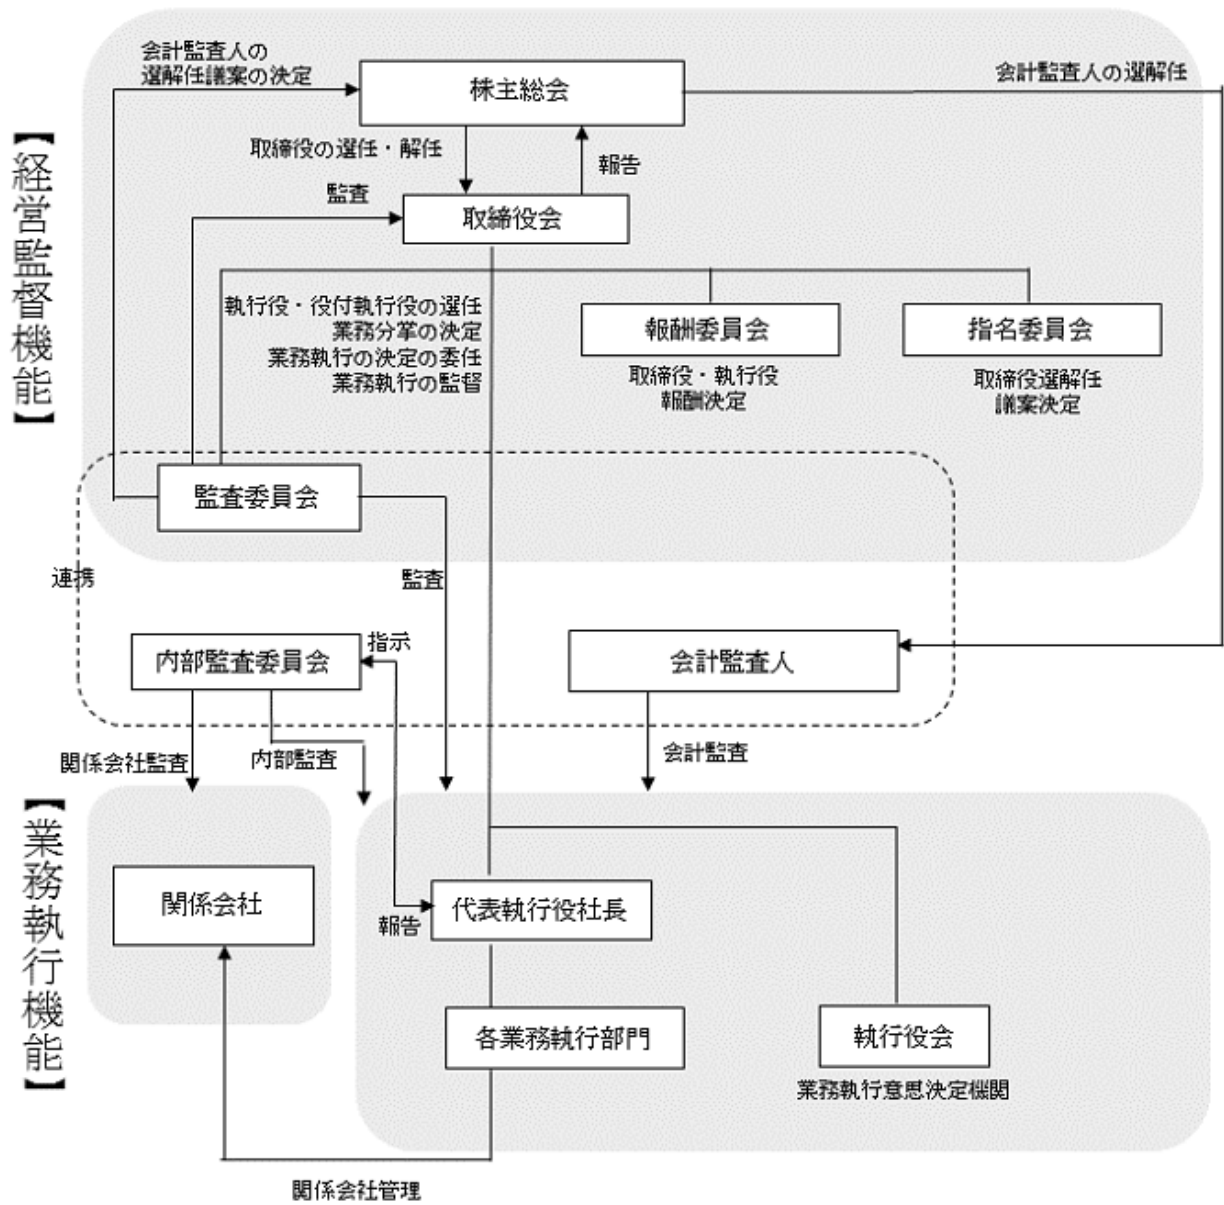 会計監査人の
選解任議案の決定
株主総会
会計監査人の選解任
取締役の選任・解任
報告
監査
取締役会
【経営監督機能】
執行役・役付執行役の選任
業務分掌の決定
業務執行の決定の委任
業務執行の監督
報酬委員会
取締役・執行役
報酬決定
指名委員会
取締役選解任
議案決定
監査委員会
連携
監査
内部監査委員会
指示
会計監査人
関係会社監査
内部監査
会計監査
【業務執行機能】
関係会社
報告
代表執行役社長
各業務執行部門
執行役会
業務執行意思決定機関
関係会社管理